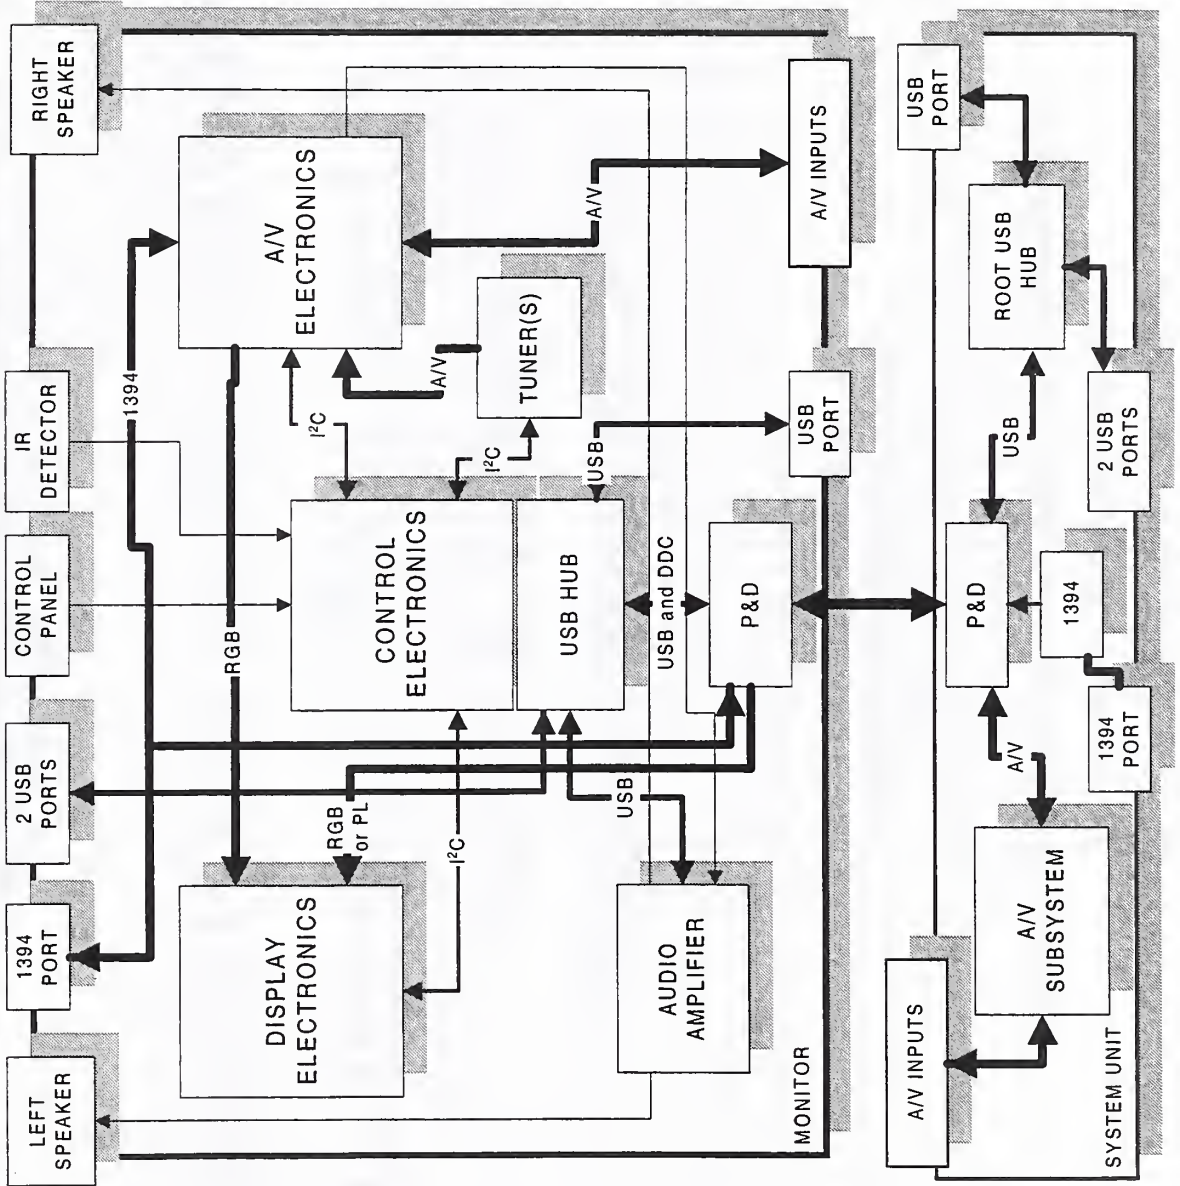 LEFT
SPEAKER
1394
PORT
2 USB
PORTS
CONTROL
PANEL
IR
DETECTOR
RIGHT
SPEAKER
1394
RGB
DISPLAY
ELECTRONICS
RGB
or PL
I²C
CONTROL
ELECTRONICS
I²C
I²C
A/V
ELECTRONICS
A/V
TUNER(S)
A/V
USB HUB
USB
USB
USB and DDC
AUDIO
AMPLIFIER
P&D
MONITOR
USB
PORT
A/V INPUTS
A/V INPUTS
A/V
SUBSYSTEM
A/V
P&D
USB
ROOT USB
HUB
USB
PORT
1394
1394
PORT
2 USB
PORTS
SYSTEM UNIT